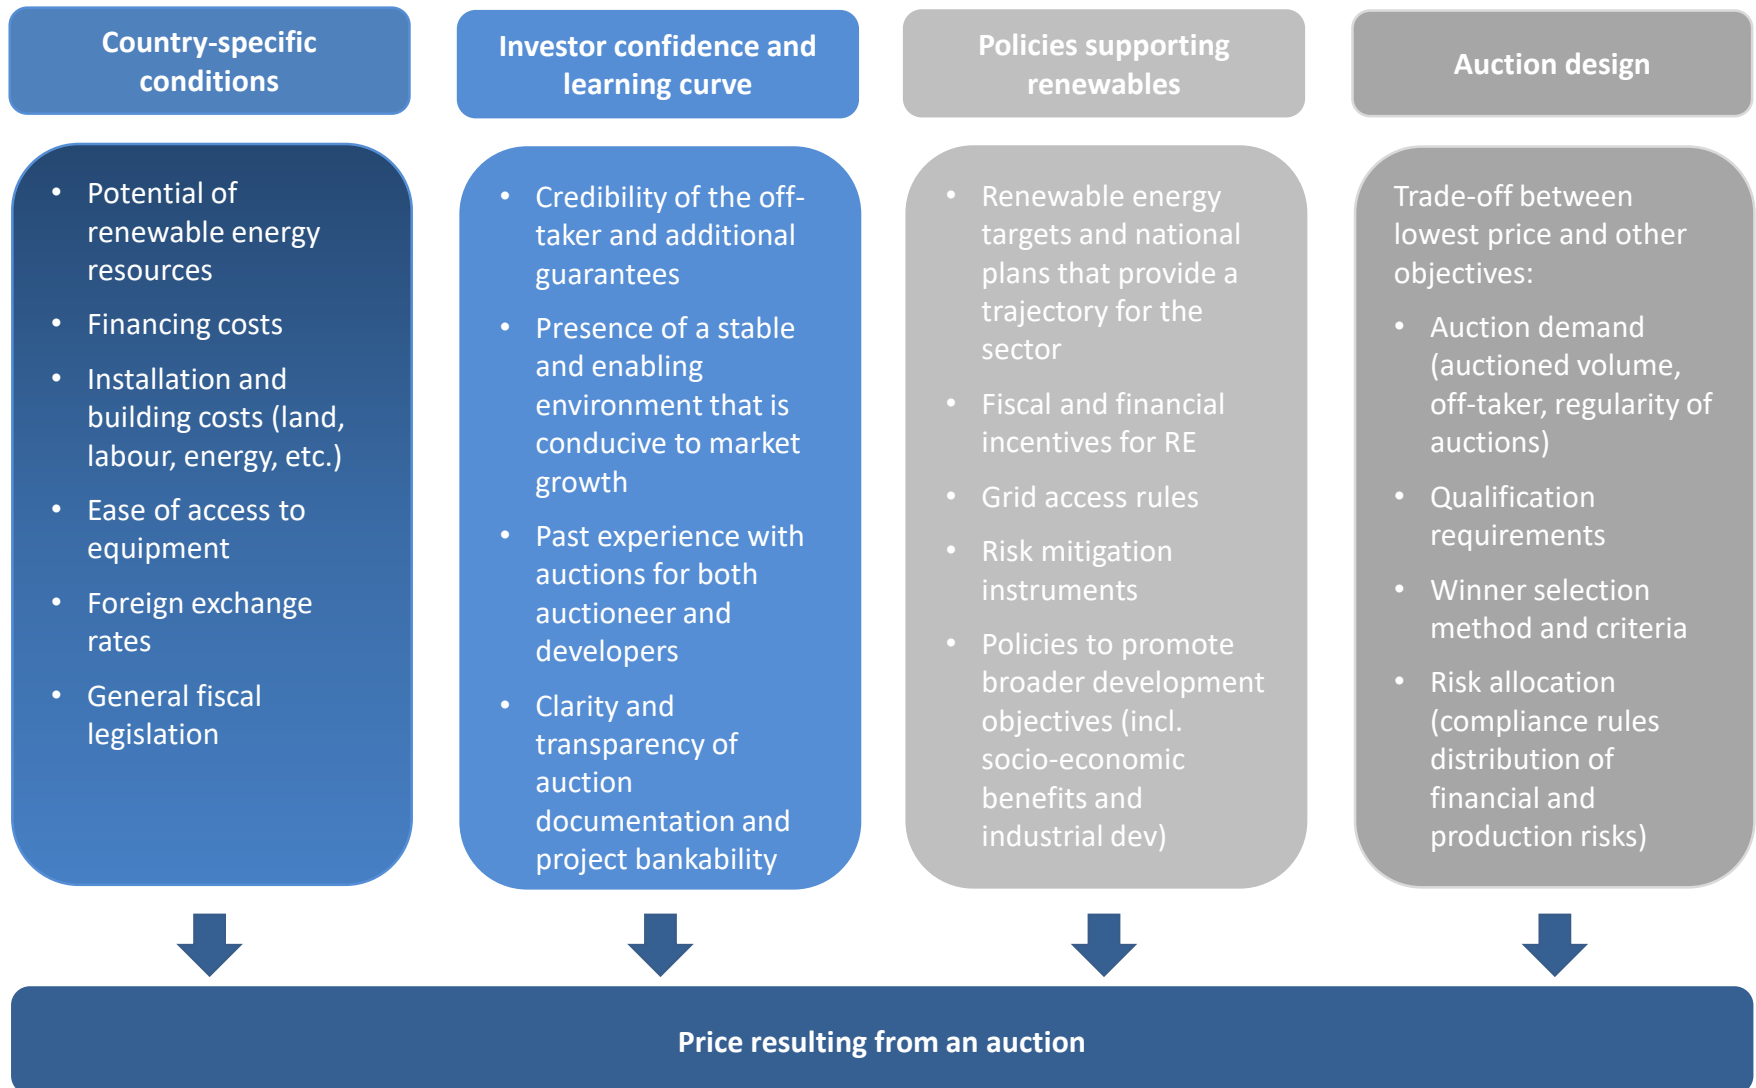 Country-specific
conditions
• Potential of
renewable energy
resources
• Financing costs
• Installation and
building costs (land,
labour, energy, etc.)
• Ease of access to
equipment
• Foreign exchange
rates
• General fiscal
legislation
Investor confidence and
learning curve
• Credibility of the off-
taker and additional
guarantees
• Presence of a stable
and enabling
environment that is
conducive to market
growth
• Past experience with
auctions for both
auctioneer and
developers
• Clarity and
transparency of
auction
documentation and
project bankability
Policies supporting
renewables
• Renewable energy
targets and national
plans that provide a
trajectory for the
sector
• Fiscal and financial
incentives for RE
• Grid access rules
• Risk mitigation
instruments
• Policies to promote
broader development
objectives (incl.
socio-economic
benefits and
industrial dev)
Auction design
Trade-off between
lowest price and other
objectives:
• Auction demand
(auctioned volume,
off-taker, regularity of
auctions)
• Qualification
requirements
• Winner selection
method and criteria
• Risk allocation
(compliance rules
distribution of
financial and
production risks)
Price resulting from an auction